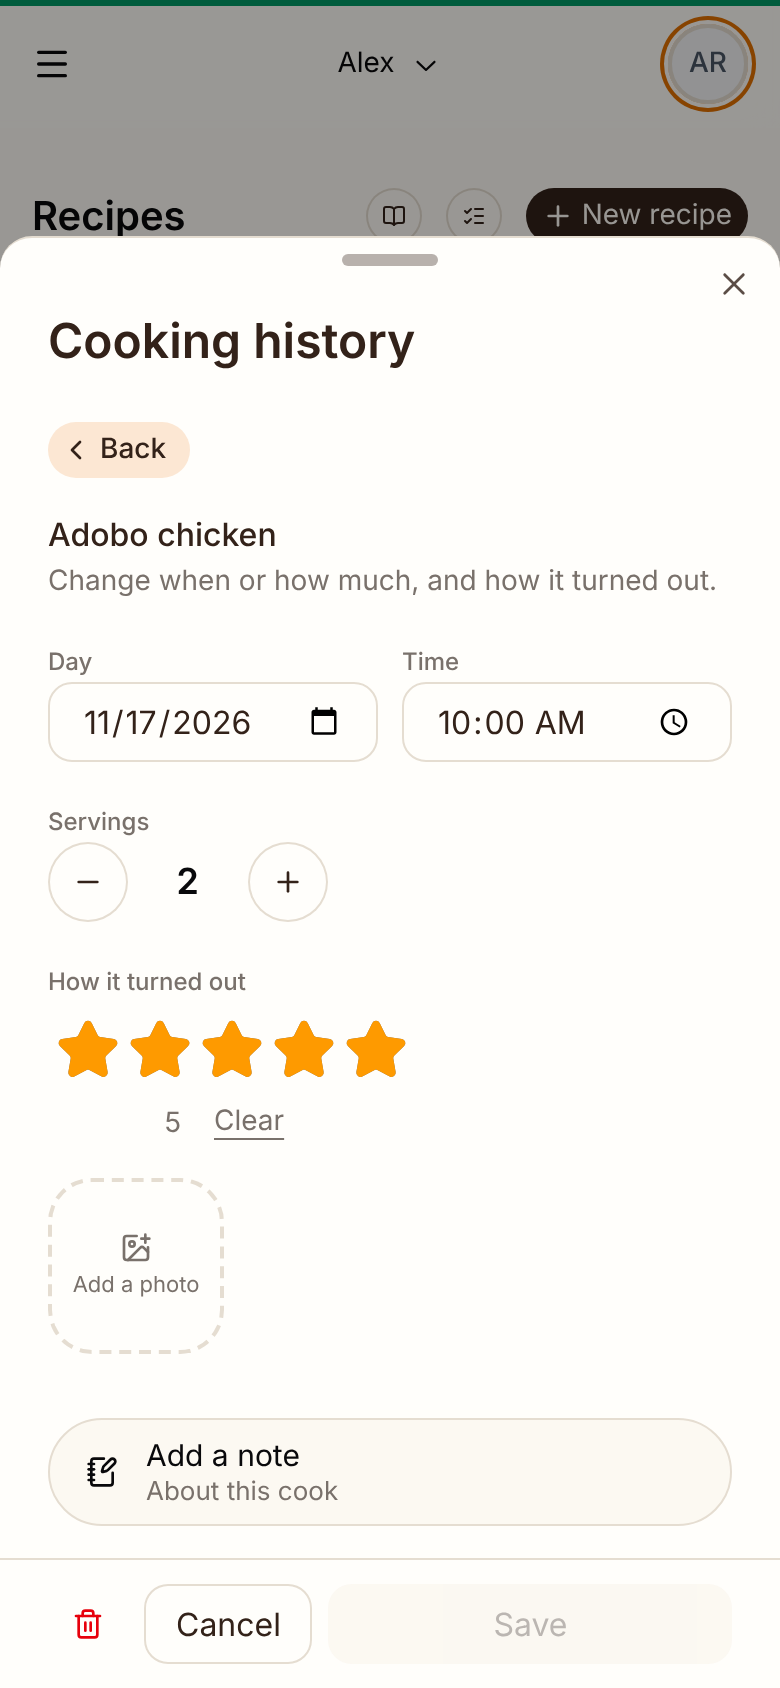 Alex
AR
Recipes
New recipe
Cooking history
Back
Adobo chicken
Change when or how much, and how it turned out.
Day
Time
11/17/2026
10:00 AM
Servings
2
How it turned out
5
Clear
Add a photo
Add a note
About this cook
Cancel
Save